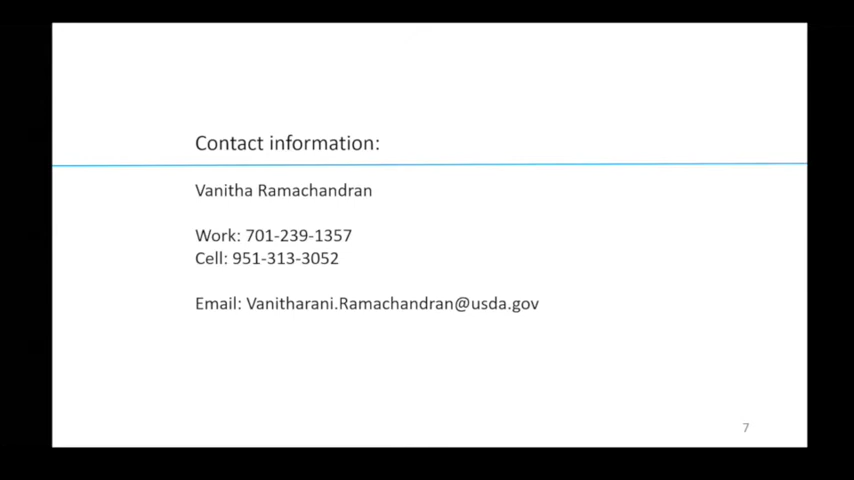 Contact information:
Vanitha Ramachandran
Work: 701-239-1357
Cell: 951-313-3052
Email: Vanitharani.Ramachandran@usda.gov
7